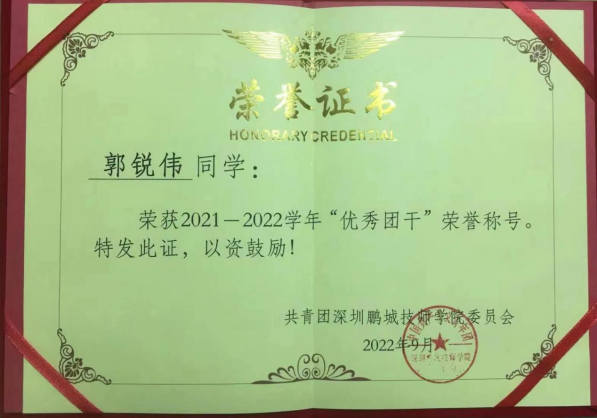 荣誉证书
HONORARY CREDENTIAL
郭锐伟 同学：
荣获2021—2022学年“优秀团干”荣誉称号。
特发此证，以资鼓励！
共青团深圳鹏城技师学院委员会
2022年9月